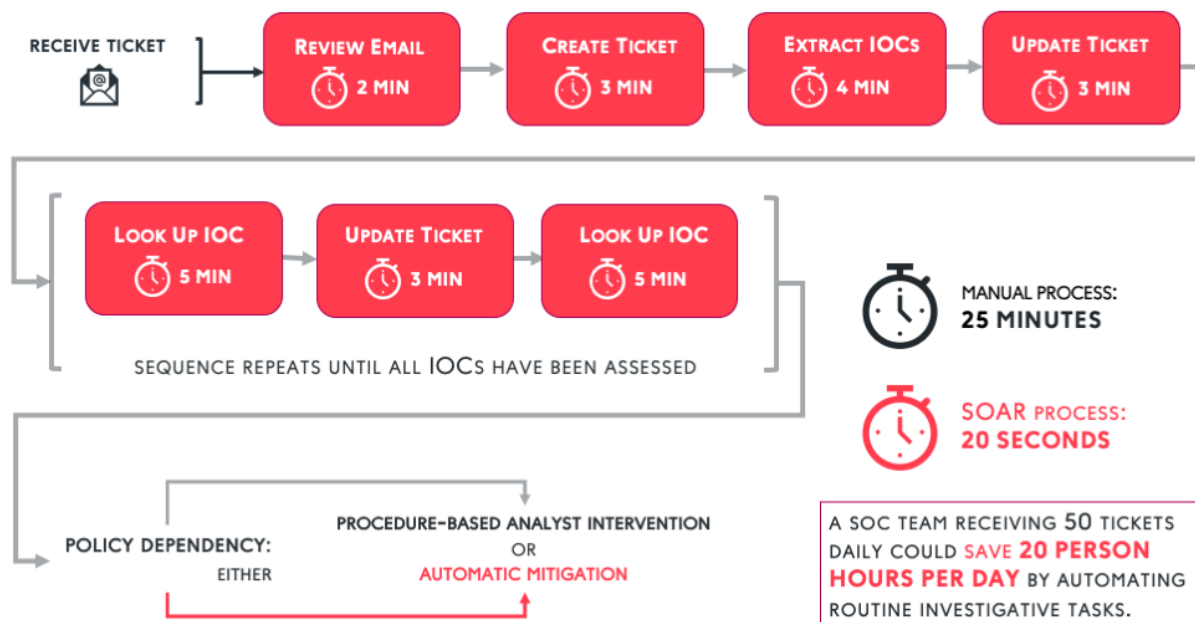 RECEIVE TICKET
REVIEW EMAIL
2 MIN
CREATE TICKET
3 MIN
EXTRACT IOCS
4 MIN
UPDATE TICKET
3 MIN
LOOK UP IOC
5 MIN
UPDATE TICKET
3 MIN
LOOK UP IOC
5 MIN
SEQUENCE REPEATS UNTIL ALL IOCS HAVE BEEN ASSESSED
MANUAL PROCESS:
25 MINUTES
SOAR PROCESS:
20 SECONDS
POLICY DEPENDENCY:
EITHER
PROCEDURE-BASED ANALYST INTERVENTION
OR
AUTOMATIC MITIGATION
A SOC TEAM RECEIVING 50 TICKETS
DAILY COULD SAVE 20 PERSON
HOURS PER DAY BY AUTOMATING
ROUTINE INVESTIGATIVE TASKS.